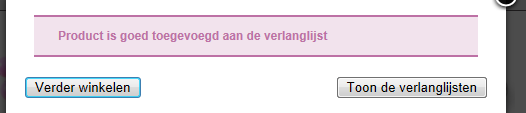 Product is goed toegevoegd aan de verlanglijst
Verder winkelen
Toon de verlanglijsten